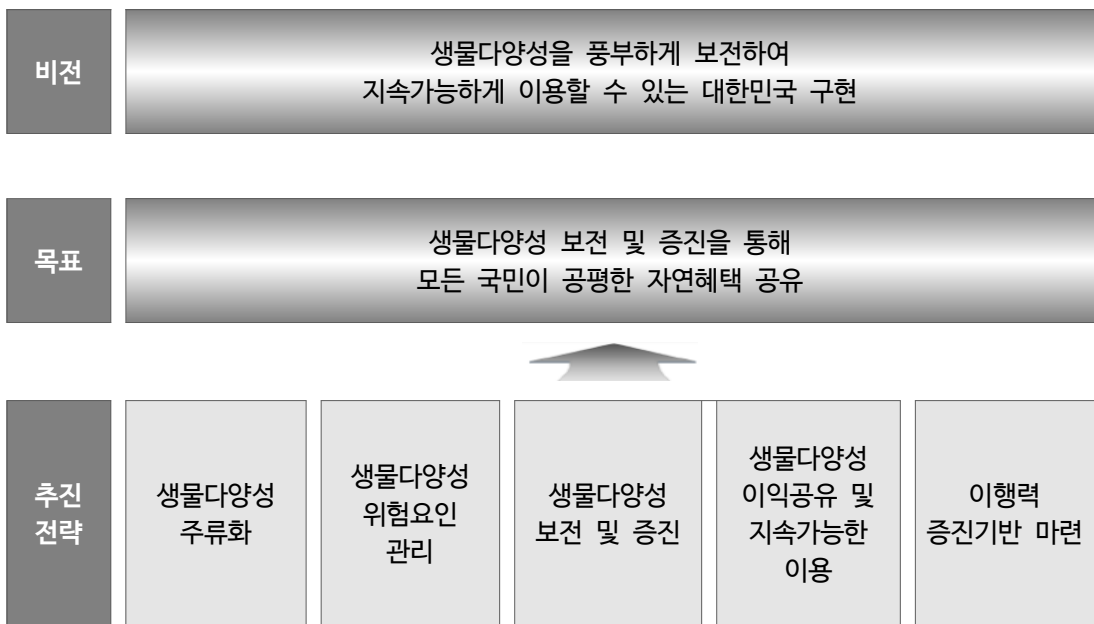 비전
생물다양성을 풍부하게 보전하여
지속가능하게 이용할 수 있는 대한민국 구현
목표
생물다양성 보전 및 증진을 통해
모든 국민이 공평한 자연혜택 공유
추진
전략
생물다양성
주류화
생물다양성
위험요인
관리
생물다양성
보전 및 증진
생물다양성
이익공유 및
지속가능한
이용
이행력
증진기반 마련